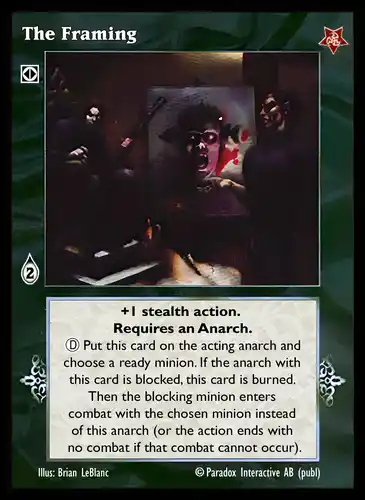 The Framing
2
+1 stealth action.
Requires an Anarch.
Ⓓ Put this card on the acting anarch and
choose a ready minion. If the anarch with
this card is blocked, this card is burned.
Then the blocking minion enters
combat with the chosen minion instead
of this anarch (or the action ends with
no combat if that combat cannot occur).
Illus: Brian LeBlanc © Paradox Interactive AB (publ)